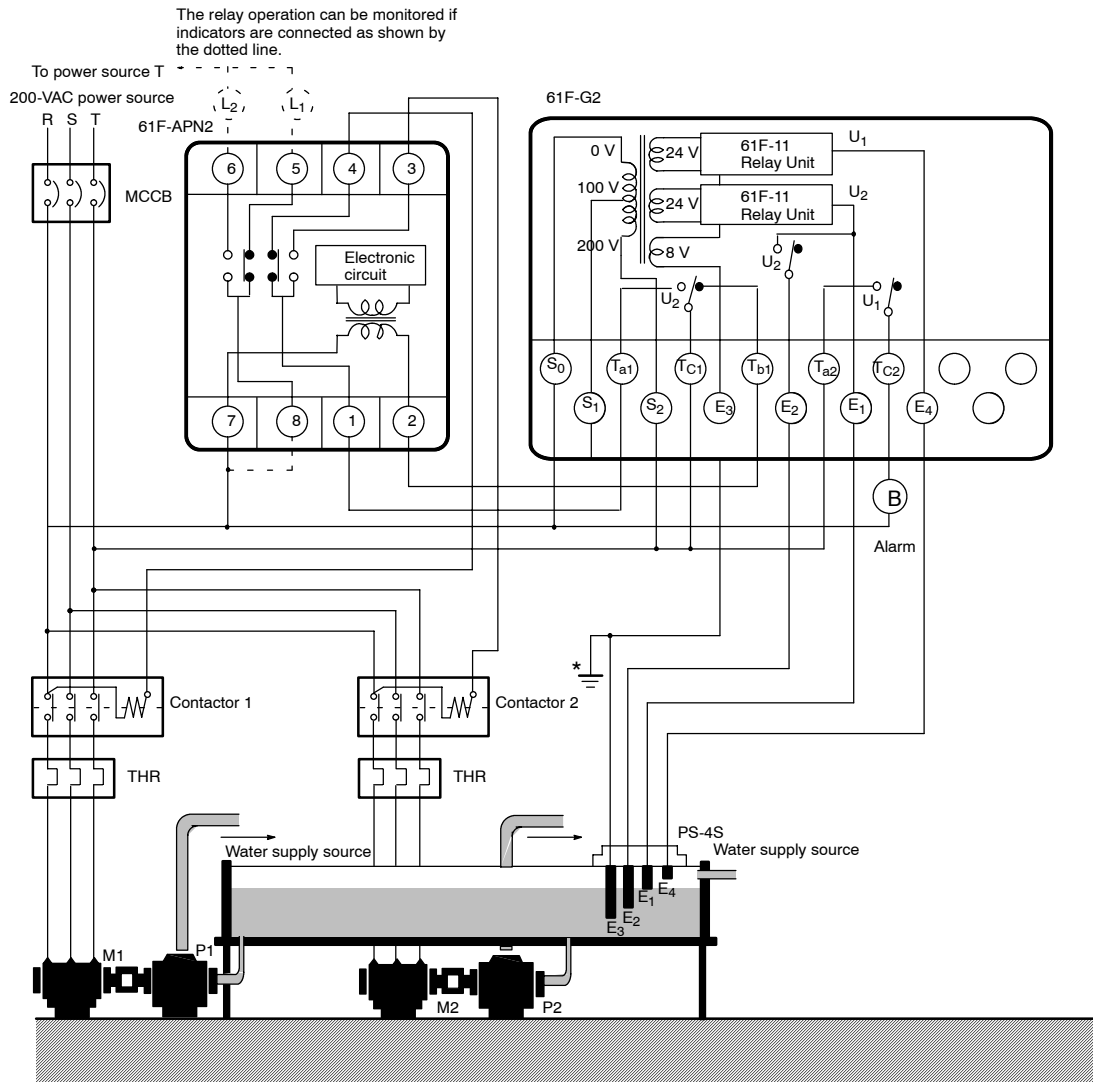 The relay operation can be monitored if
indicators are connected as shown by
the dotted line.
To power source T
200-VAC power source
R S T
L2
L1
61F-APN2
61F-G2
MCCB
6
5
4
3
Electronic
circuit
7
8
1
2
0 V
100 V
200 V
24 V
24 V
8 V
61F-11
Relay Unit
61F-11
Relay Unit
U1
U2
U2
U2
U1
S0
Ta1
TC1
Tb1
Ta2
TC2
S1
S2
E3
E2
E1
E4
B
Alarm
*
Contactor 1
Contactor 2
THR
THR
PS-4S
Water supply source
Water supply source
E4
E1
E2
E3
M1
P1
M2
P2